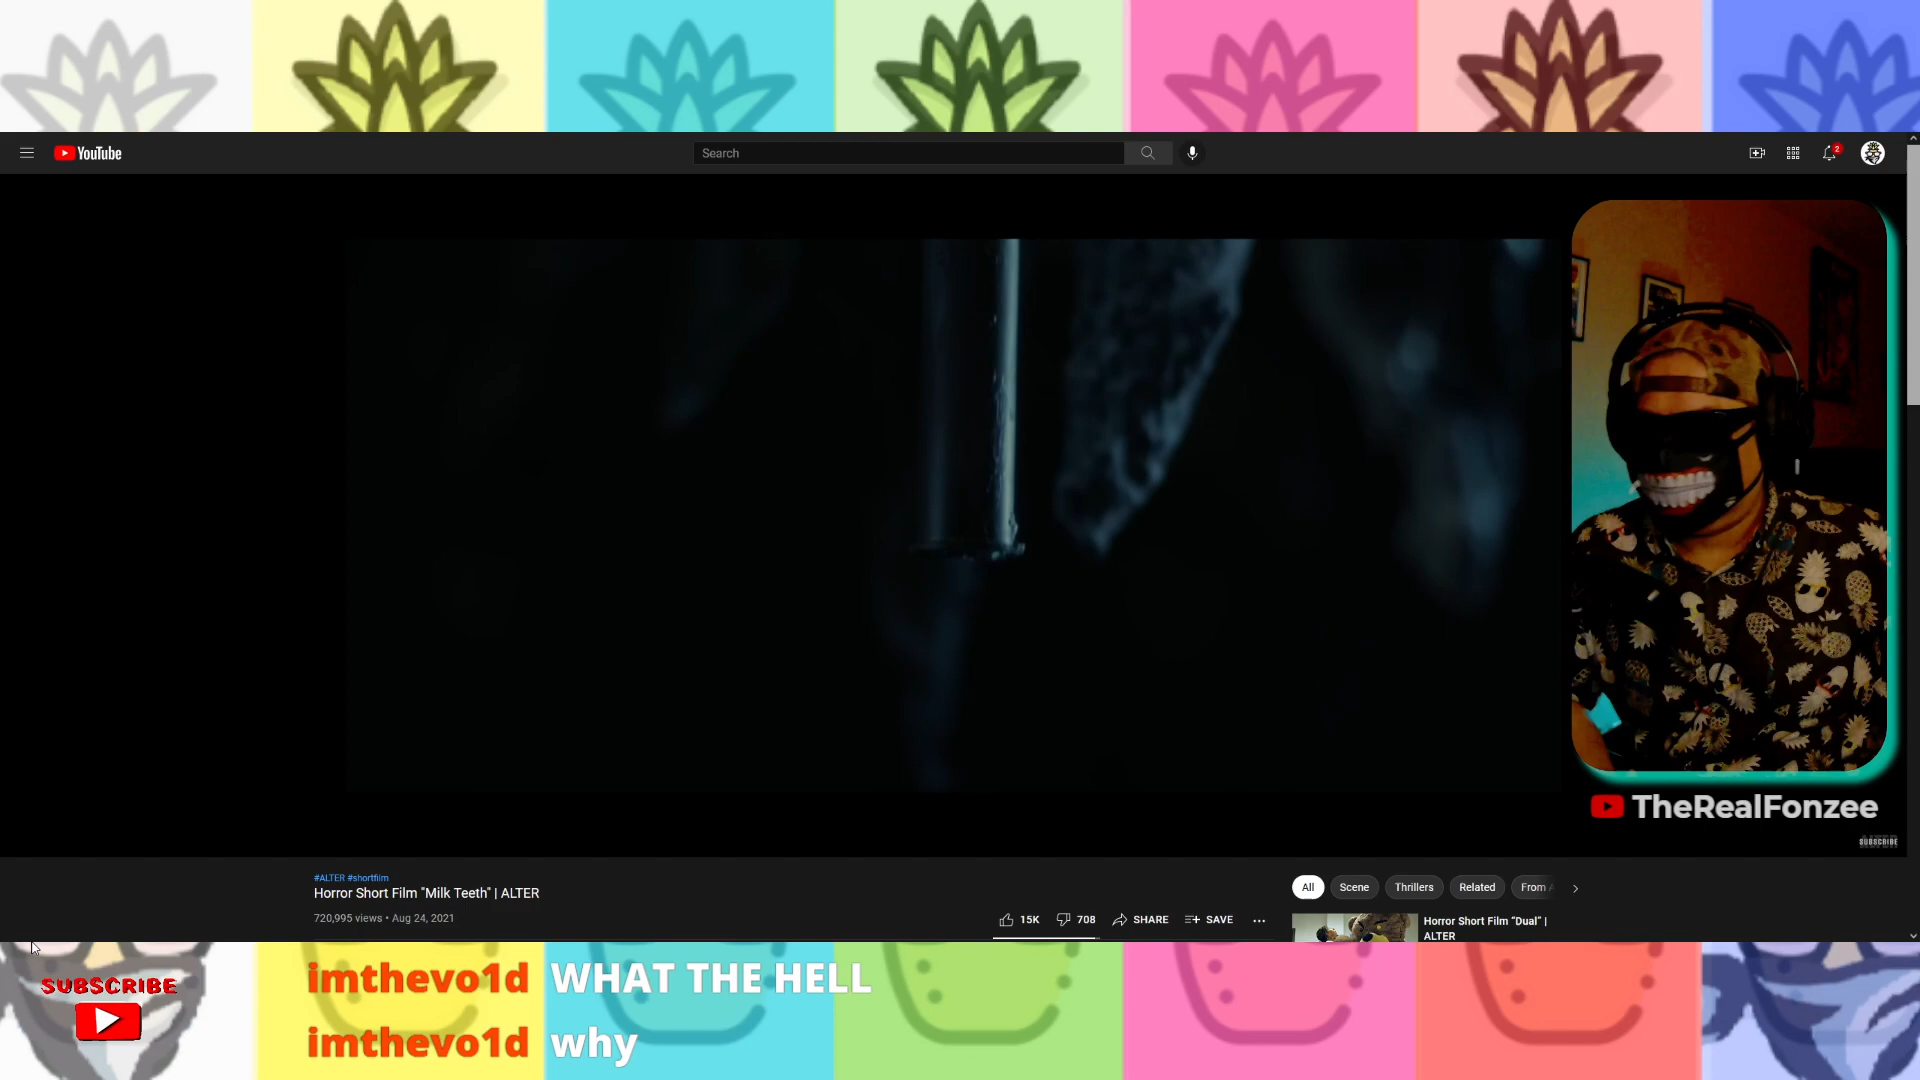 YouTube
Search
2
TheRealFonzee
SUBSCRIBE
#ALTER #shortfilm
Horror Short Film "Milk Teeth" | ALTER
720,995 views • Aug 24, 2021
15K
708
SHARE
SAVE
All
Scene
Thrillers
Related
From
Horror Short Film “Dual” |
ALTER
SUBSCRIBE
imthevo1d WHAT THE HELL
imthevo1d why